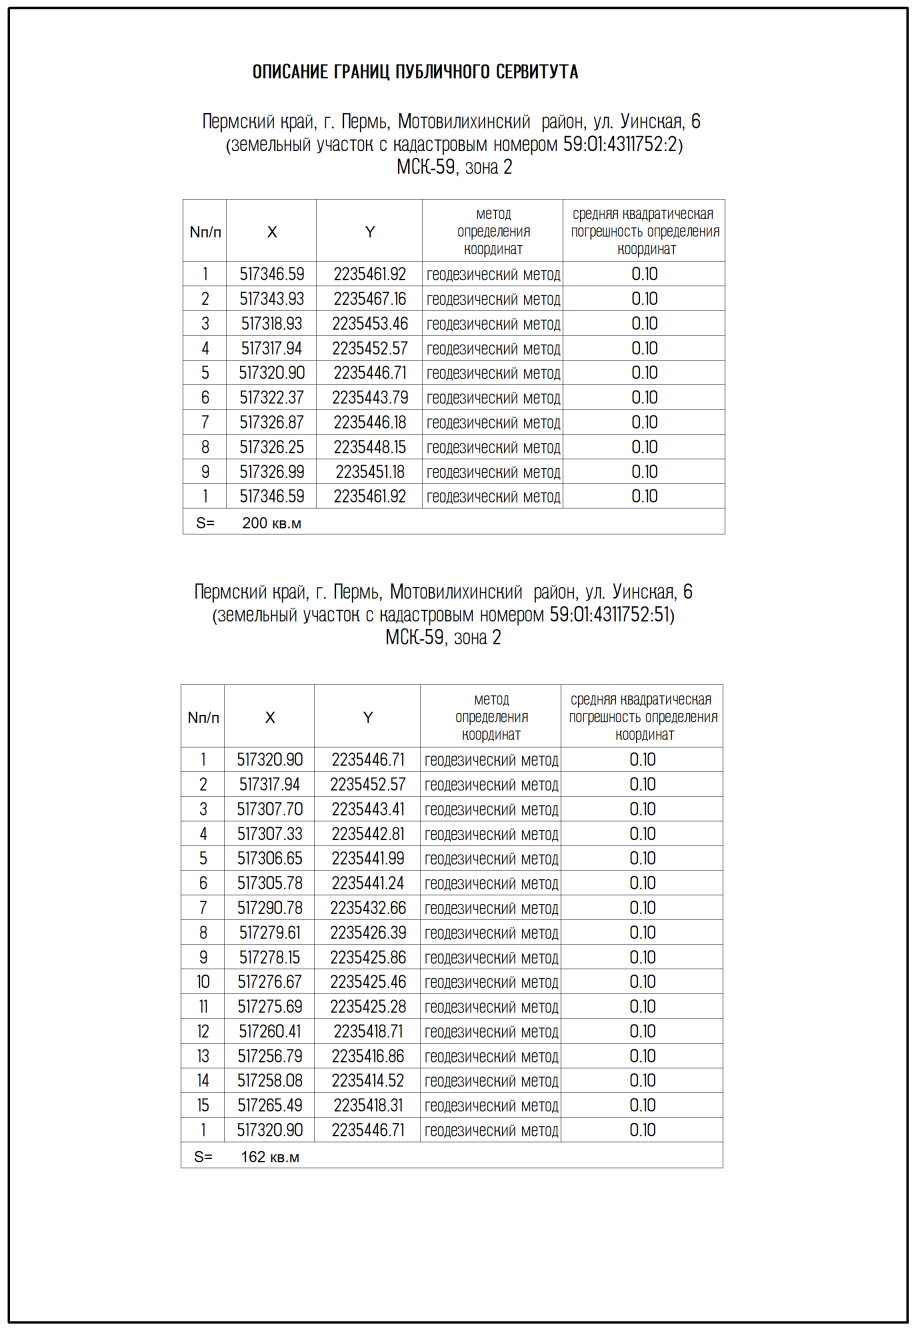 ОПИСАНИЕ ГРАНИЦ ПУБЛИЧНОГО СЕРВИТУТА
Пермский край, г. Пермь, Мотовилихинский район, ул. Уинская, 6
(земельный участок с кадастровым номером 59:01:4311752:2)
МСК-59, зона 2
Nп/п X Y метод определения координат средняя квадратическая погрешность определения координат
1 517346.59 2235461.92 геодезический метод 0.10
2 517343.93 2235467.16 геодезический метод 0.10
3 517318.93 2235453.46 геодезический метод 0.10
4 517317.94 2235452.57 геодезический метод 0.10
5 517320.90 2235446.71 геодезический метод 0.10
6 517322.37 2235443.79 геодезический метод 0.10
7 517326.87 2235446.18 геодезический метод 0.10
8 517326.25 2235448.15 геодезический метод 0.10
9 517326.99 2235451.18 геодезический метод 0.10
1 517346.59 2235461.92 геодезический метод 0.10
S= 200 кв.м
Пермский край, г. Пермь, Мотовилихинский район, ул. Уинская, 6
(земельный участок с кадастровым номером 59:01:4311752:51)
МСК-59, зона 2
Nп/п X Y метод определения координат средняя квадратическая погрешность определения координат
1 517320.90 2235446.71 геодезический метод 0.10
2 517317.94 2235452.57 геодезический метод 0.10
3 517307.70 2235443.41 геодезический метод 0.10
4 517307.33 2235442.81 геодезический метод 0.10
5 517306.65 2235441.99 геодезический метод 0.10
6 517305.78 2235441.24 геодезический метод 0.10
7 517290.78 2235432.66 геодезический метод 0.10
8 517279.61 2235426.39 геодезический метод 0.10
9 517278.15 2235425.86 геодезический метод 0.10
10 517276.67 2235425.46 геодезический метод 0.10
11 517275.69 2235425.28 геодезический метод 0.10
12 517260.41 2235418.71 геодезический метод 0.10
13 517256.79 2235416.86 геодезический метод 0.10
14 517258.08 2235414.52 геодезический метод 0.10
15 517265.49 2235418.31 геодезический метод 0.10
1 517320.90 2235446.71 геодезический метод 0.10
S= 162 кв.м